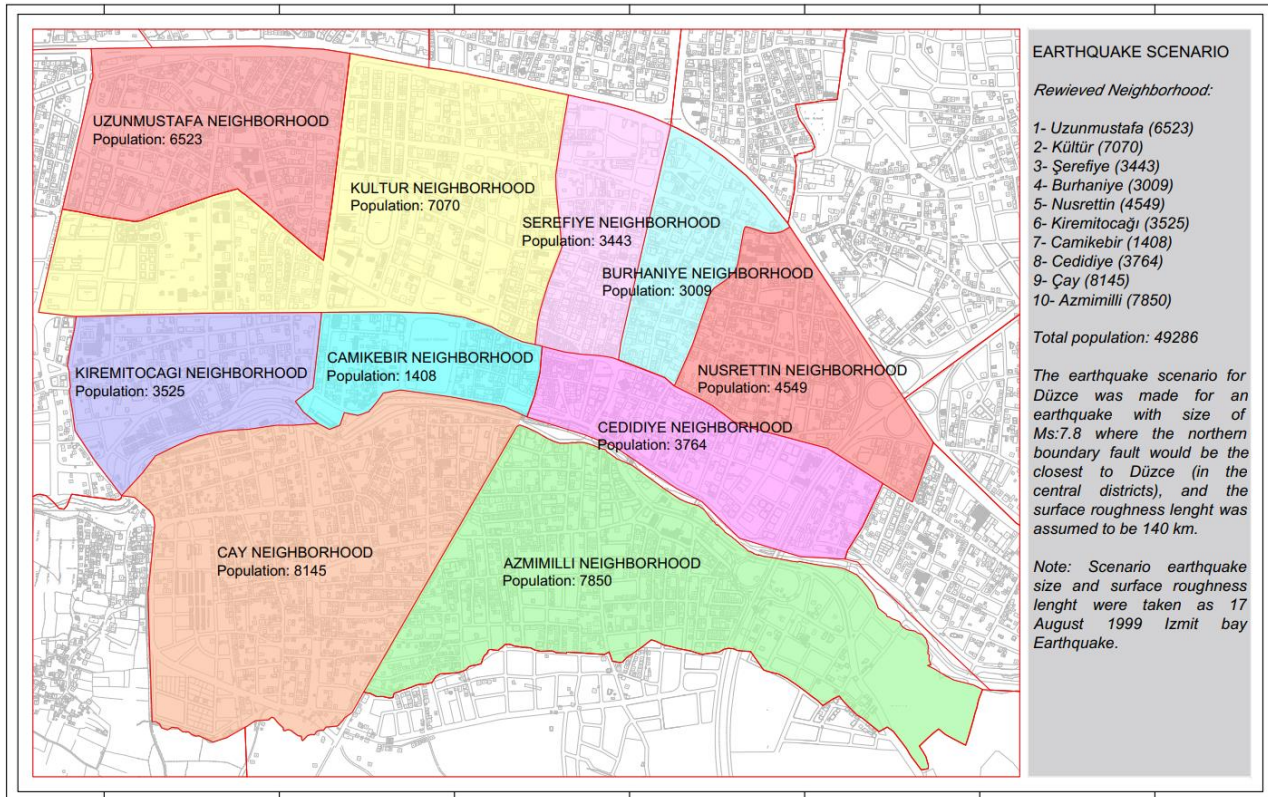 UZUNMUSTAFA NEIGHBORHOOD
Population: 6523
KULTUR NEIGHBORHOOD
Population: 7070
SEREFIYE NEIGHBORHOOD
Population: 3443
BURHANIYE NEIGHBORHOOD
Population: 3009
CAMIKEBIR NEIGHBORHOOD
Population: 1408
KIREMITOCAGI NEIGHBORHOOD
Population: 3525
NUSRETTIN NEIGHBORHOOD
Population: 4549
CEDIDIYE NEIGHBORHOOD
Population: 3764
CAY NEIGHBORHOOD
Population: 8145
AZMIMILLI NEIGHBORHOOD
Population: 7850
EARTHQUAKE SCENARIO
Rewieved Neighborhood:
1- Uzunmustafa (6523)
2- Kültür (7070)
3- Şerefiye (3443)
4- Burhaniye (3009)
5- Nusrettin (4549)
6- Kiremitocağı (3525)
7- Camikebir (1408)
8- Cedidiye (3764)
9- Çay (8145)
10- Azmimilli (7850)
Total population: 49286
The earthquake scenario for
Düzce was made for an
earthquake with size of
Ms:7.8 where the northern
boundary fault would be the
closest to Düzce (in the
central districts), and the
surface roughness lenght was
assumed to be 140 km.
Note: Scenario earthquake
size and surface roughness
lenght were taken as 17
August 1999 Izmit bay
Earthquake.